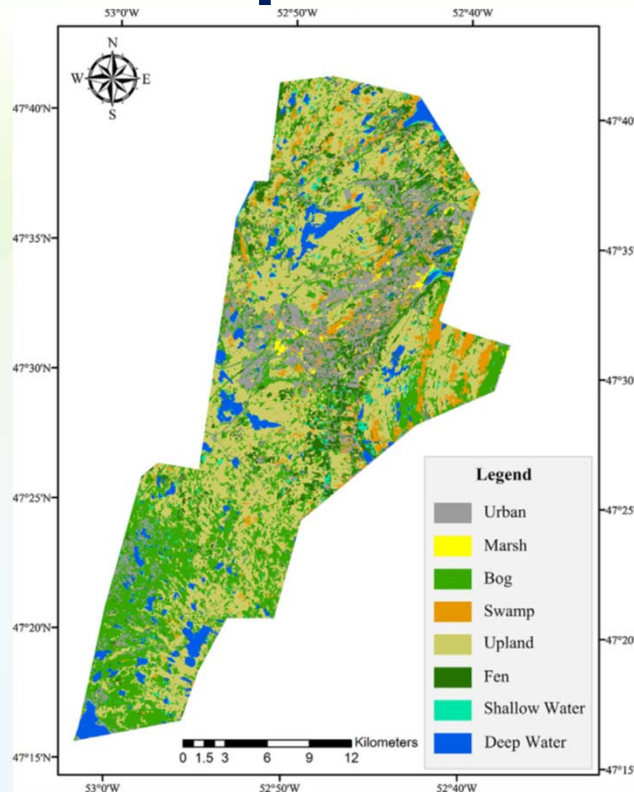 53°0'W 52°50'W 52°40'W
N
W E
S
47°40'N 47°40'
47°35'N 47°35'
47°30'N 47°30'
47°25'N 47°25'
47°20'N 47°20'
47°15'N 47°15'
Legend
Urban
Marsh
Bog
Swamp
Upland
Fen
Shallow Water
Deep Water
Kilometers
0 1.5 3 6 9 12
53°0'W 52°50'W 52°40'W